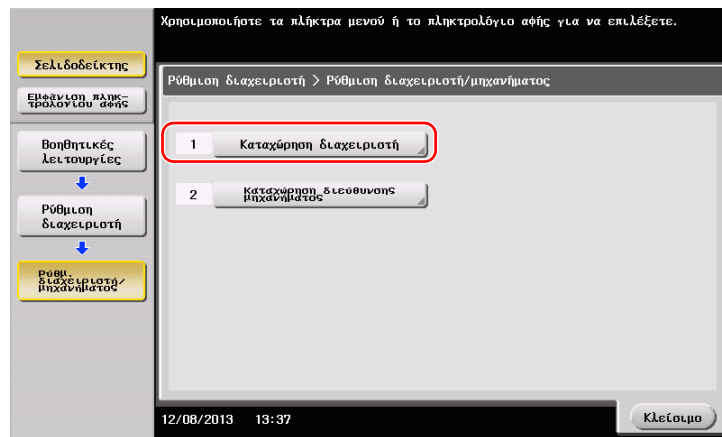 Χρησιμοποιήστε τα πλήκτρα μενού ή το πληκτρολόγιο αφής για να επιλέξετε.
Σελιδοδείκτης
Εμφάνιση πληκ-
τρολογίου αφής
Βοηθητικές
λειτουργίες
Ρύθμιση
διαχειριστή
Ρύθμ.
διαχειριστή/
μηχανήματος
Ρύθμιση διαχειριστή > Ρύθμιση διαχειριστή/μηχανήματος
1 Καταχώρηση διαχειριστή
2 Καταχώρηση διεύθυνσης
μηχανήματος
12/08/2013 13:37
Κλείσιμο